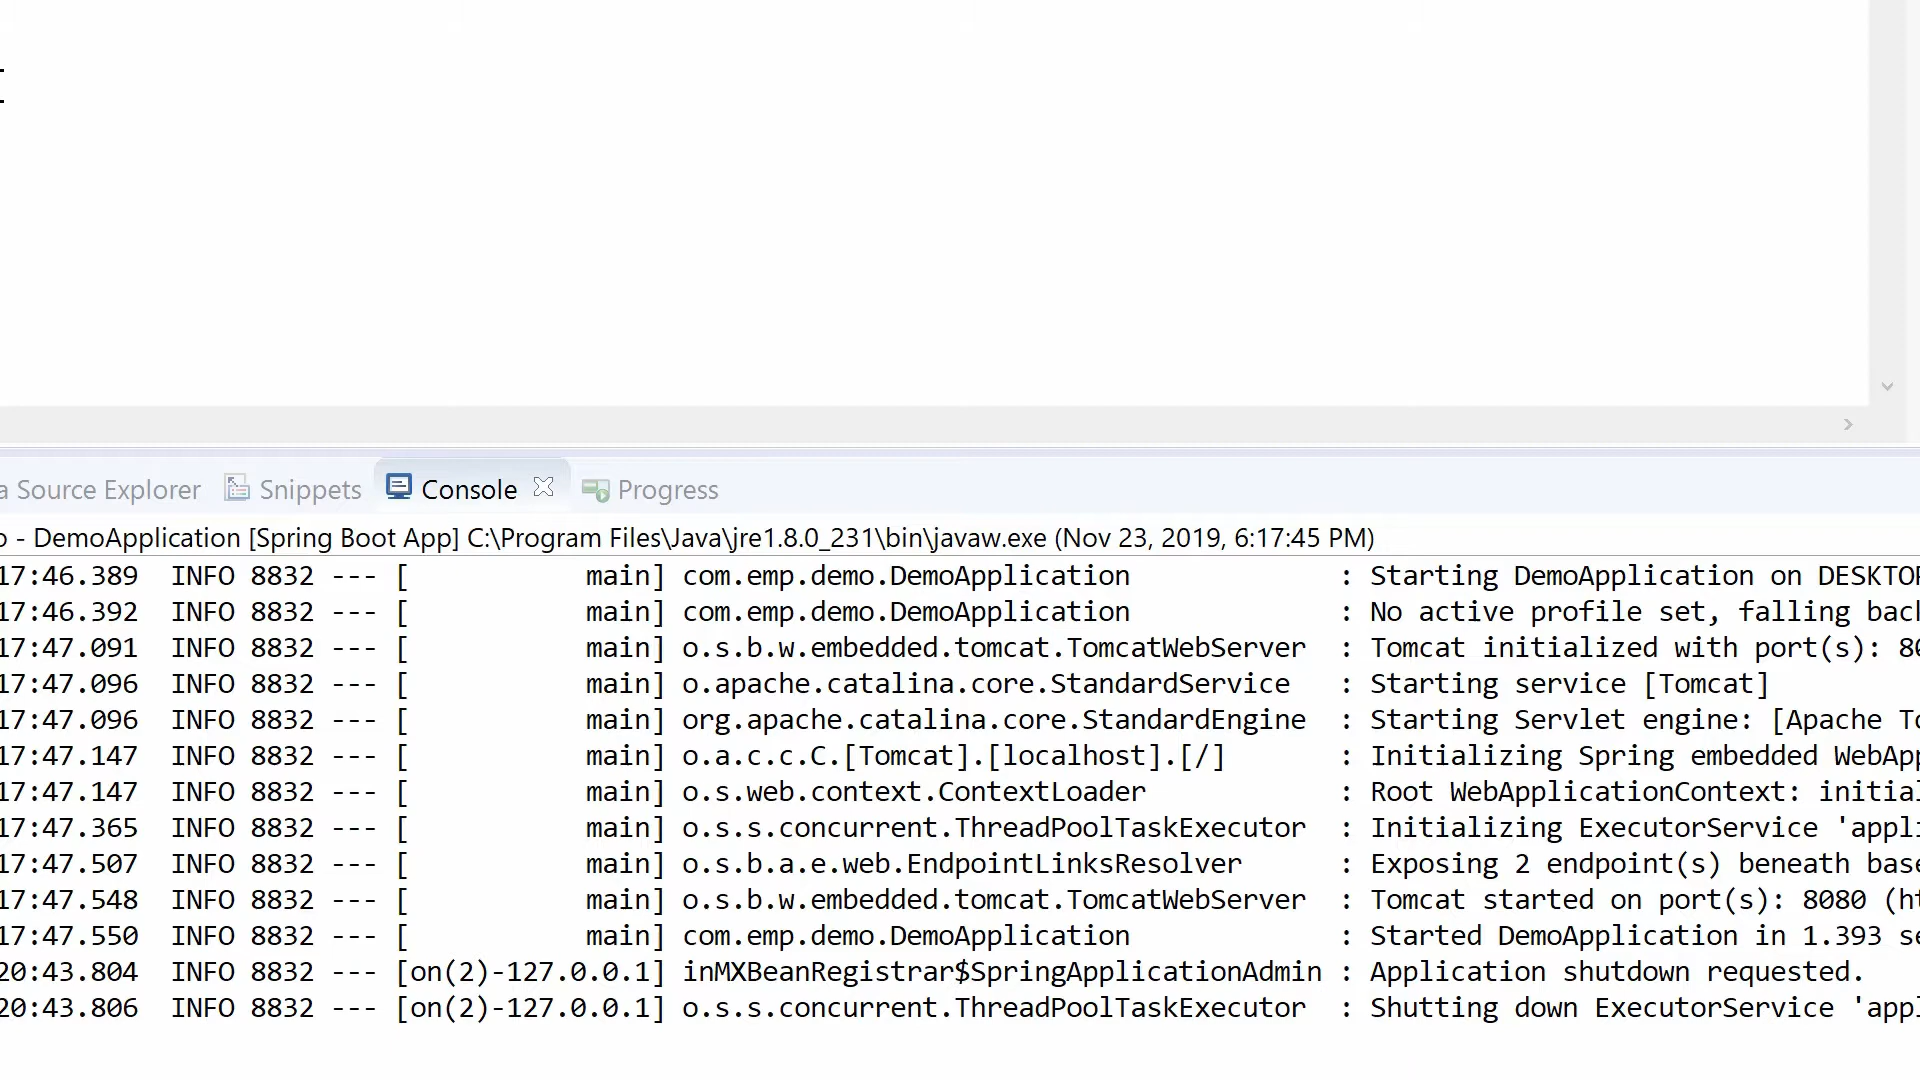 a Source Explorer Snippets Console Progress
o - DemoApplication [Spring Boot App] C:\Program Files\Java\jre1.8.0_231\bin\javaw.exe (Nov 23, 2019, 6:17:45 PM)
17:46.389  INFO 8832 --- [           main] com.emp.demo.DemoApplication             : Starting DemoApplication on DESKTOP
17:46.392  INFO 8832 --- [           main] com.emp.demo.DemoApplication             : No active profile set, falling back
17:47.091  INFO 8832 --- [           main] o.s.b.w.embedded.tomcat.TomcatWebServer  : Tomcat initialized with port(s): 80
17:47.096  INFO 8832 --- [           main] o.apache.catalina.core.StandardService   : Starting service [Tomcat]
17:47.096  INFO 8832 --- [           main] org.apache.catalina.core.StandardEngine  : Starting Servlet engine: [Apache To
17:47.147  INFO 8832 --- [           main] o.a.c.c.C.[Tomcat].[localhost].[/]       : Initializing Spring embedded WebApp
17:47.147  INFO 8832 --- [           main] o.s.web.context.ContextLoader            : Root WebApplicationContext: initial
17:47.365  INFO 8832 --- [           main] o.s.s.concurrent.ThreadPoolTaskExecutor  : Initializing ExecutorService 'appli
17:47.507  INFO 8832 --- [           main] o.s.b.a.e.web.EndpointLinksResolver      : Exposing 2 endpoint(s) beneath base
17:47.548  INFO 8832 --- [           main] o.s.b.w.embedded.tomcat.TomcatWebServer  : Tomcat started on port(s): 8080 (ht
17:47.550  INFO 8832 --- [           main] com.emp.demo.DemoApplication             : Started DemoApplication in 1.393 se
20:43.804  INFO 8832 --- [on(2)-127.0.0.1] inMXBeanRegistrar$SpringApplicationAdmin : Application shutdown requested.
20:43.806  INFO 8832 --- [on(2)-127.0.0.1] o.s.s.concurrent.ThreadPoolTaskExecutor  : Shutting down ExecutorService 'appl